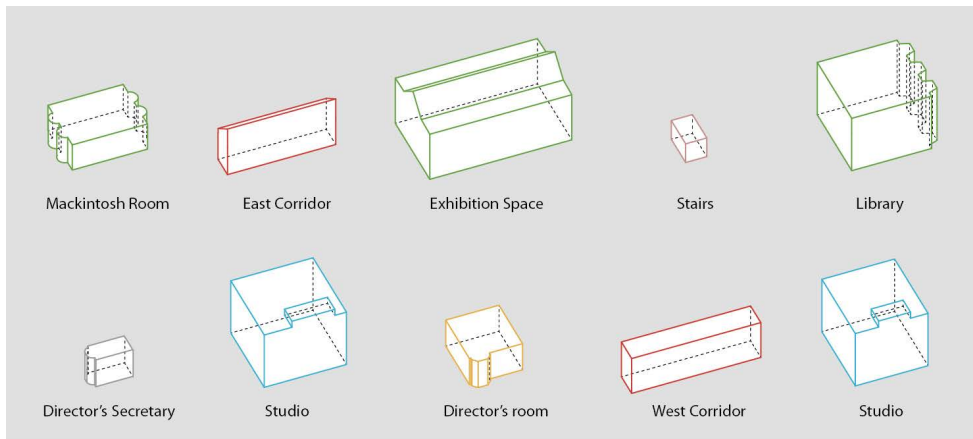 Mackintosh Room
East Corridor
Exhibition Space
Stairs
Library
Director's Secretary
Studio
Director's room
West Corridor
Studio